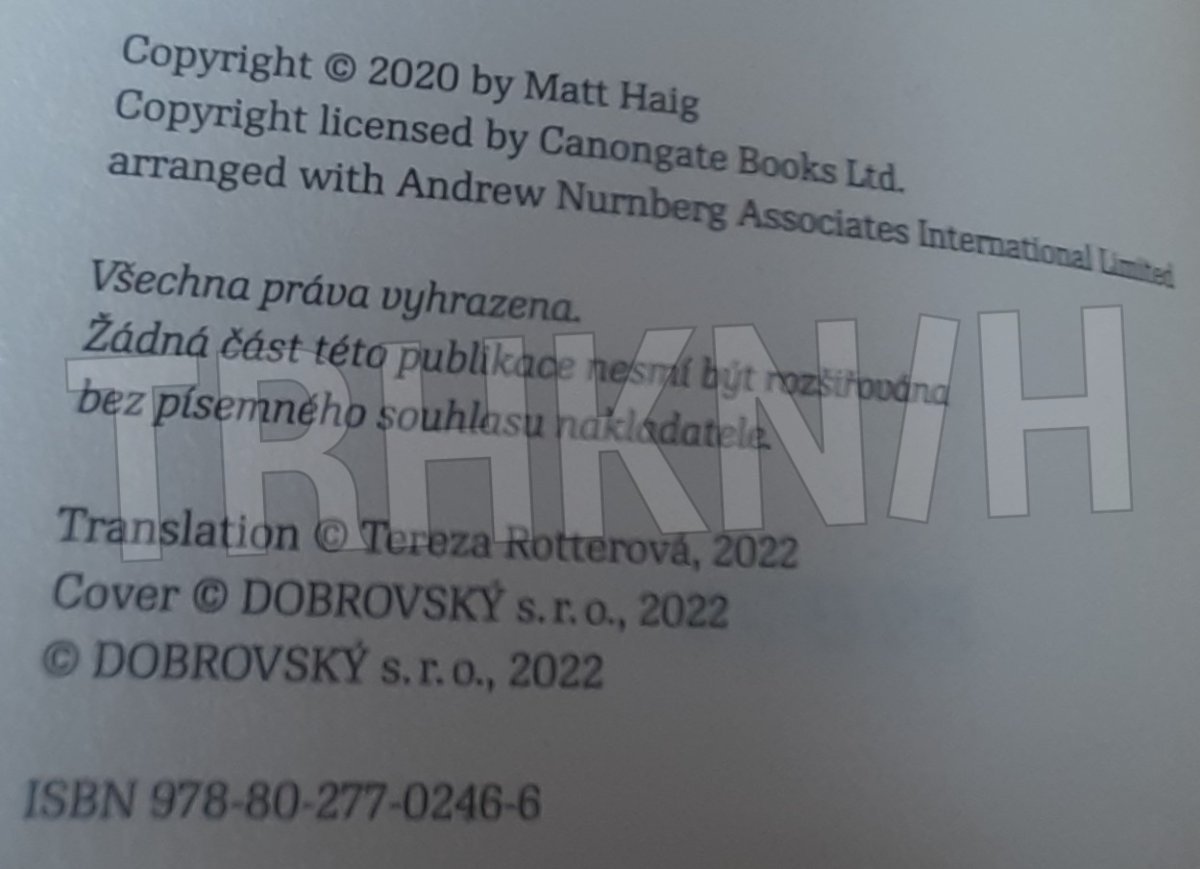 Copyright © 2020 by Matt Haig
Copyright licensed by Canongate Books Ltd.
arranged with Andrew Nurnberg Associates International Limited
Všechna práva vyhrazena.
Žádná část této publikace nesmí být rozšiřována
bez písemného souhlasu nakladatele.
TRHKN/H
Translation © Tereza Rotterová, 2022
Cover © DOBROVSKÝ s. r. o., 2022
© DOBROVSKÝ s. r. o., 2022
ISBN 978-80-277-0246-6